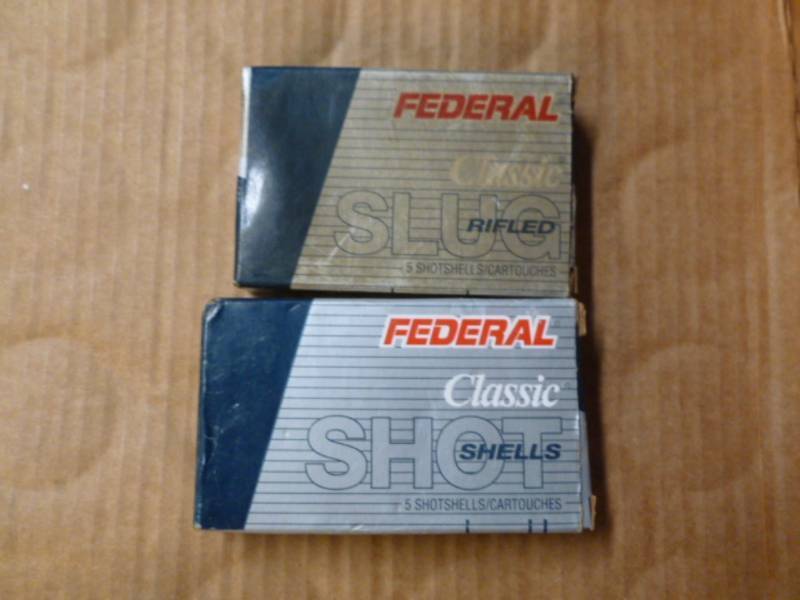 FEDERAL
Classic
SLUG
RIFLED
5 SHOTSHELLS/CARTOUCHES
FEDERAL
Classic
SHOT
SHELLS
5 SHOTSHELLS/CARTOUCHES